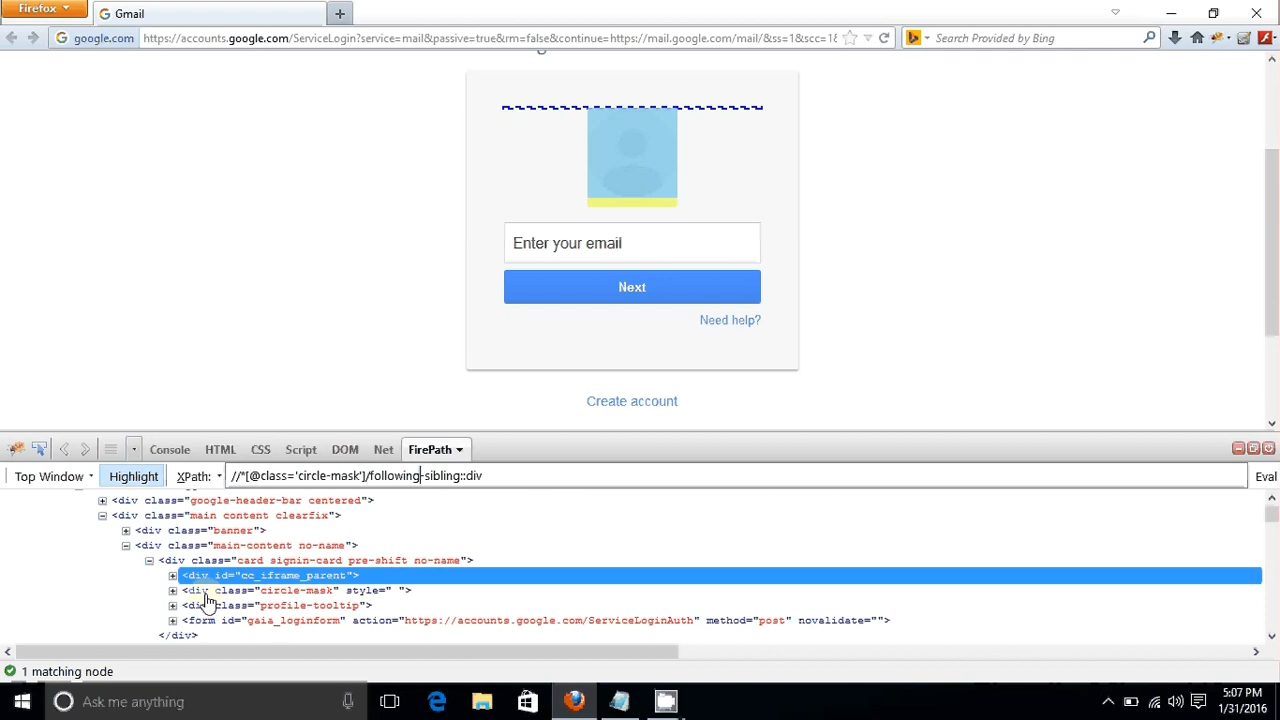 Firefox
Gmail
google.com https://accounts.google.com/ServiceLogin?service=mail&passive=true&rm=false&continue=https://mail.google.com/mail/&ss=1&scc=1&
Search Provided by Bing
Enter your email
Next
Need help?
Create account
Console HTML CSS Script DOM Net FirePath
Top Window Highlight XPath: //*[@class='circle-mask']/following-sibling::div Eval
<div class="google-header-bar centered">
<div class="main content clearfix">
<div class="banner">
<div class="main-content no-name">
<div class="card signin-card pre-shift no-name">
<div id="cc_iframe_parent">
<div class="circle-mask" style=" ">
<div class="profile-tooltip">
<form id="gaia_loginform" action="https://accounts.google.com/ServiceLoginAuth" method="post" novalidate="">
</div>
1 matching node
Ask me anything
5:07 PM
1/31/2016